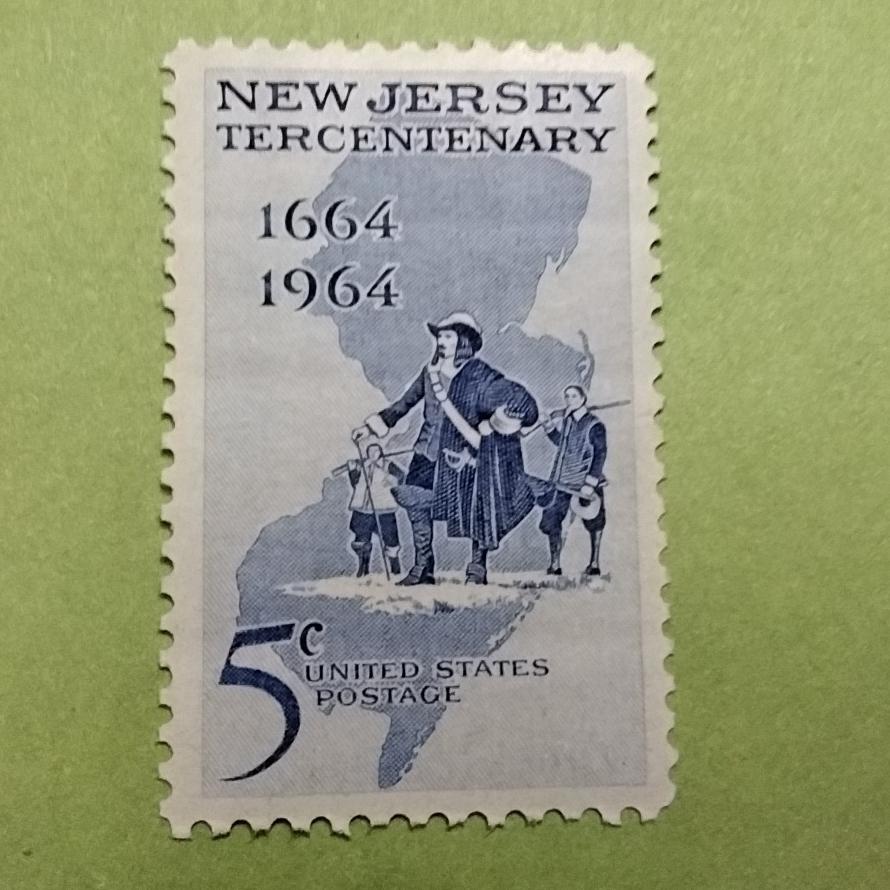 NEW JERSEY
TERCENTENARY
1664
1964
5c
UNITED STATES
POSTAGE